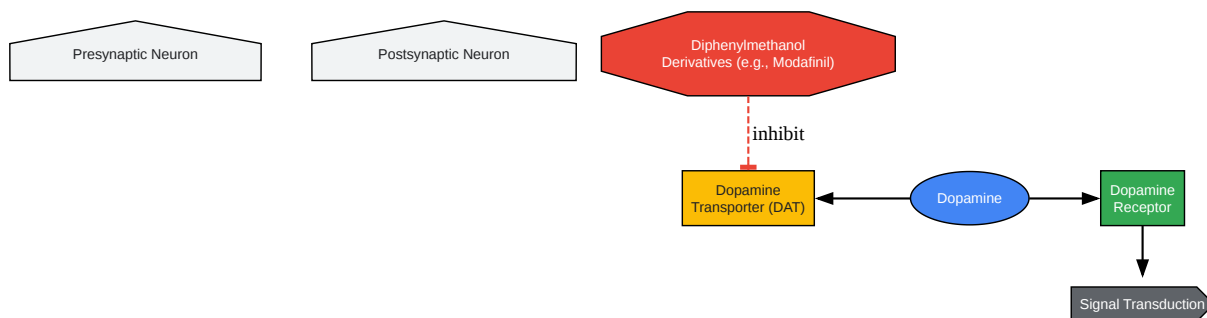 Presynaptic Neuron
Postsynaptic Neuron
Diphenylmethanol
Derivatives (e.g., Modafinil)
inhibit
Dopamine
Transporter (DAT)
Dopamine
Dopamine
Receptor
Signal Transduction